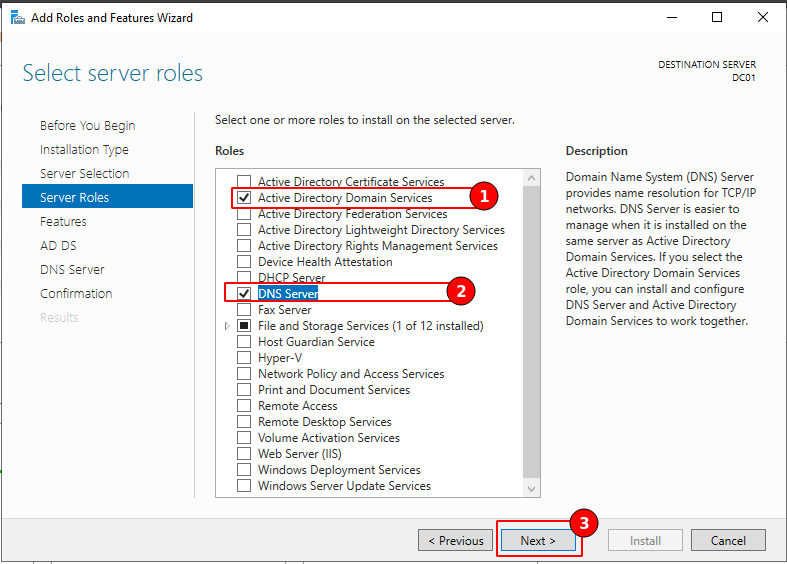 Add Roles and Features Wizard
Select server roles
DESTINATION SERVER
DC01
Before You Begin
Installation Type
Server Selection
Server Roles
Features
AD DS
DNS Server
Confirmation
Results
Select one or more roles to install on the selected server.
Roles
Active Directory Certificate Services
Active Directory Domain Services
1
Active Directory Federation Services
Active Directory Lightweight Directory Services
Active Directory Rights Management Services
Device Health Attestation
DHCP Server
DNS Server
2
Fax Server
File and Storage Services (1 of 12 installed)
Host Guardian Service
Hyper-V
Network Policy and Access Services
Print and Document Services
Remote Access
Remote Desktop Services
Volume Activation Services
Web Server (IIS)
Windows Deployment Services
Windows Server Update Services
Description
Domain Name System (DNS) Server
provides name resolution for TCP/IP
networks. DNS Server is easier to
manage when it is installed on the
same server as Active Directory
Domain Services. If you select the
Active Directory Domain Services
role, you can install and configure
DNS Server and Active Directory
Domain Services to work together.
3
< Previous
Next >
Install
Cancel